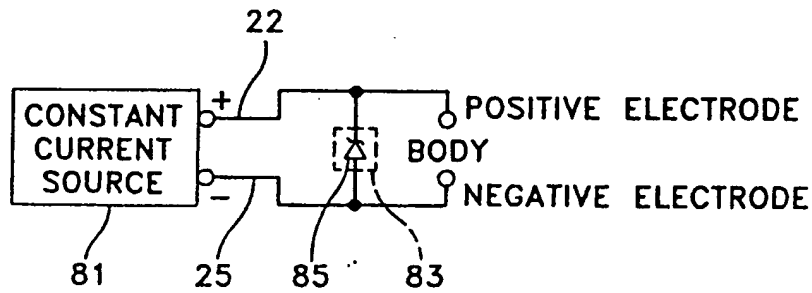 22
+
CONSTANT
CURRENT
SOURCE
-
POSITIVE ELECTRODE
BODY
NEGATIVE ELECTRODE
81
25
85
83